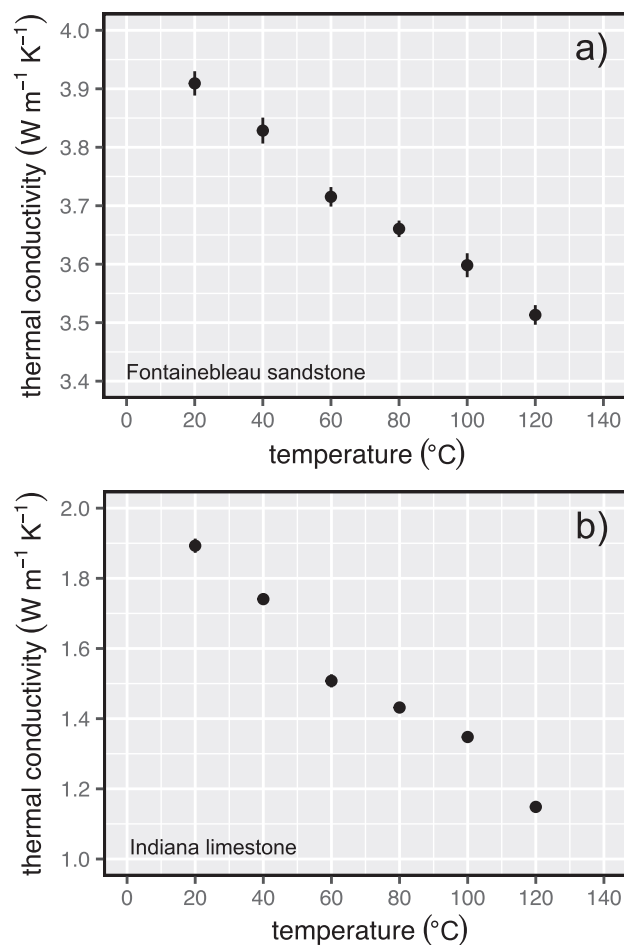 a)
4.0
3.9
3.8
3.7
3.6
3.5
3.4
thermal conductivity (W m⁻¹ K⁻¹)
Fontainebleau sandstone
0 20 40 60 80 100 120 140
temperature (°C)
b)
2.0
1.8
1.6
1.4
1.2
1.0
thermal conductivity (W m⁻¹ K⁻¹)
Indiana limestone
0 20 40 60 80 100 120 140
temperature (°C)